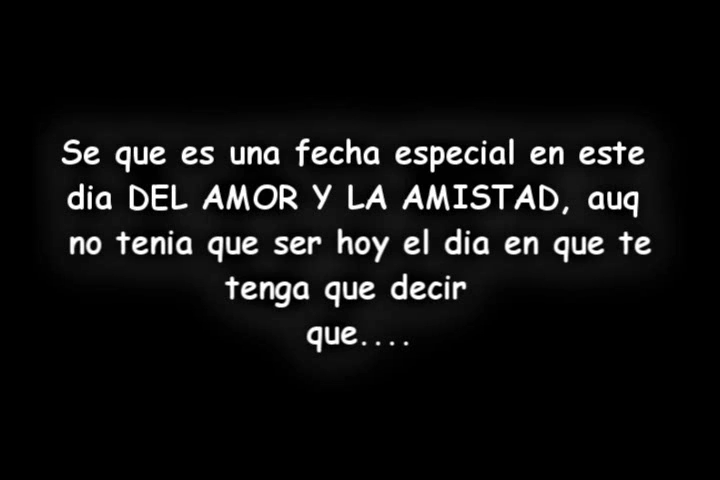 Se que es una fecha especial en este
dia DEL AMOR Y LA AMISTAD, auq
no tenia que ser hoy el dia en que te
tenga que decir
que....